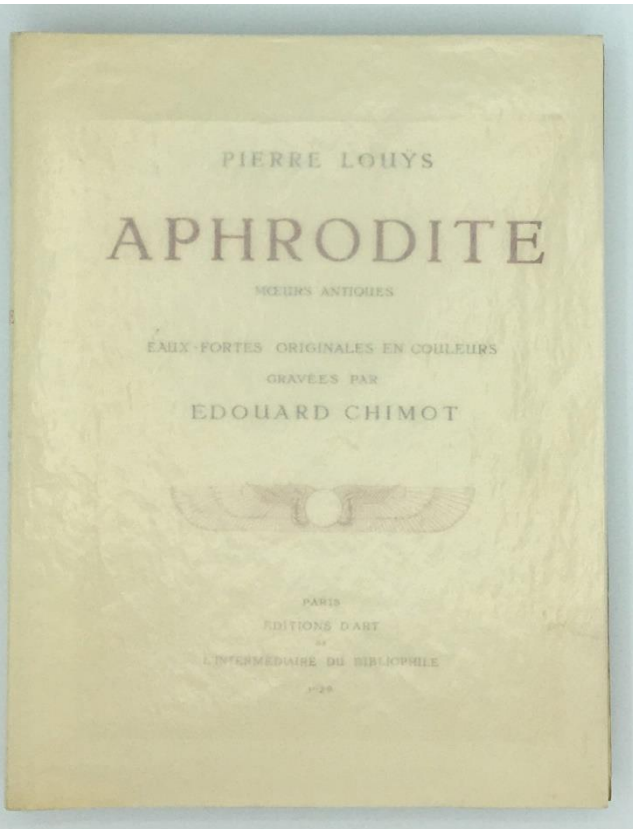 PIERRE LOUŸS
APHRODITE
MŒURS ANTIQUES
EAUX-FORTES ORIGINALES EN COULEURS
GRAVÉES PAR
EDOUARD CHIMOT
PARIS
EDITIONS D'ART
L'INTERMÉDIAIRE DU BIBLIOPHILE